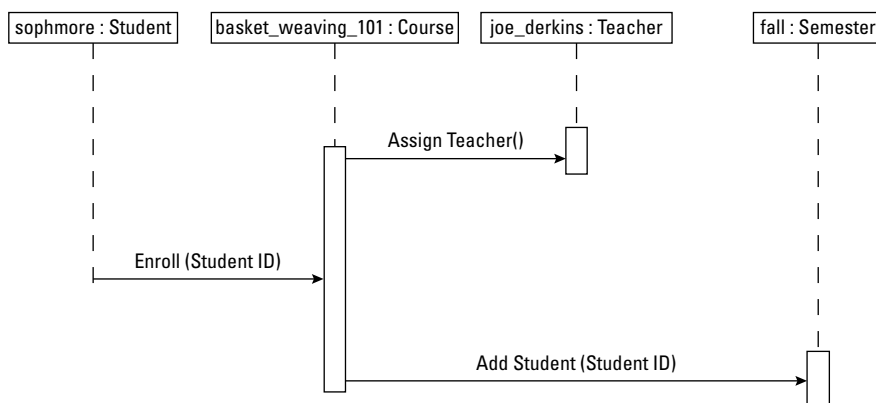 sophmore : Student
basket_weaving_101 : Course
joe_derkins : Teacher
fall : Semester
Assign Teacher()
Enroll (Student ID)
Add Student (Student ID)